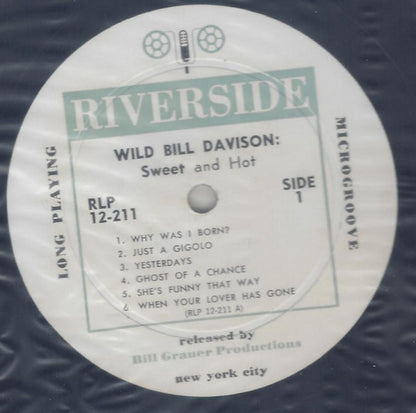 RIVERSIDE
WILD BILL DAVISON:
Sweet and Hot
RLP
12-211
SIDE
1
LONG PLAYING
MICROGROOVE
1. WHY WAS I BORN?
2. JUST A GIGOLO
3. YESTERDAYS
4. GHOST OF A CHANCE
5. SHE'S FUNNY THAT WAY
6. WHEN YOUR LOVER HAS GONE
(RLP 12-211 A)
released by
Bill Grauer Productions
new york city